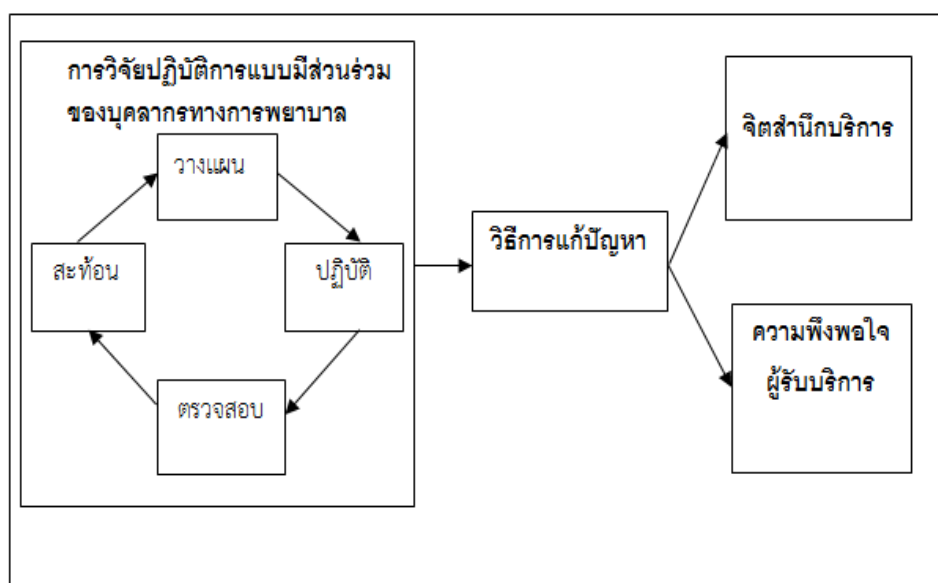 การวิจัยปฏิบัติการแบบมีส่วนร่วม
ของบุคลากรทางการพยาบาล
วางแผน
สะท้อน
ปฏิบัติ
ตรวจสอบ
วิธีการแก้ปัญหา
จิตสำนึกบริการ
ความพึงพอใจ
ผู้รับบริการ